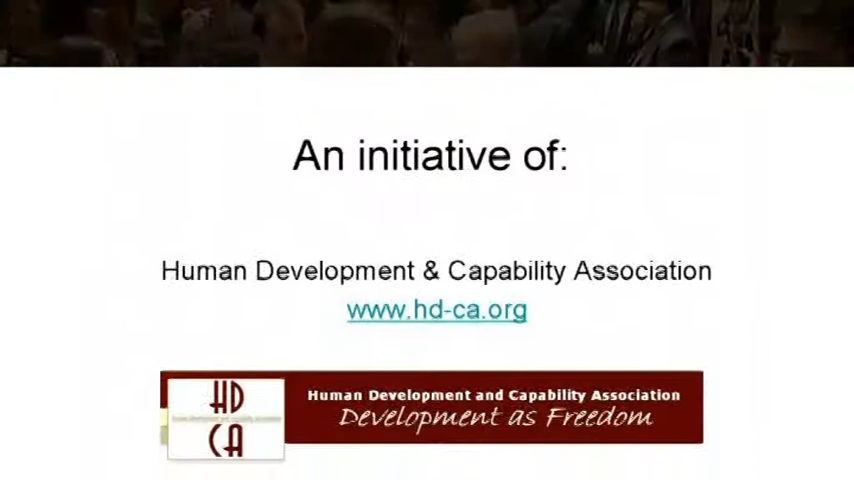 An initiative of:
Human Development & Capability Association
www.hd-ca.org
HD
CA
Human Development and Capability Association
Development as Freedom